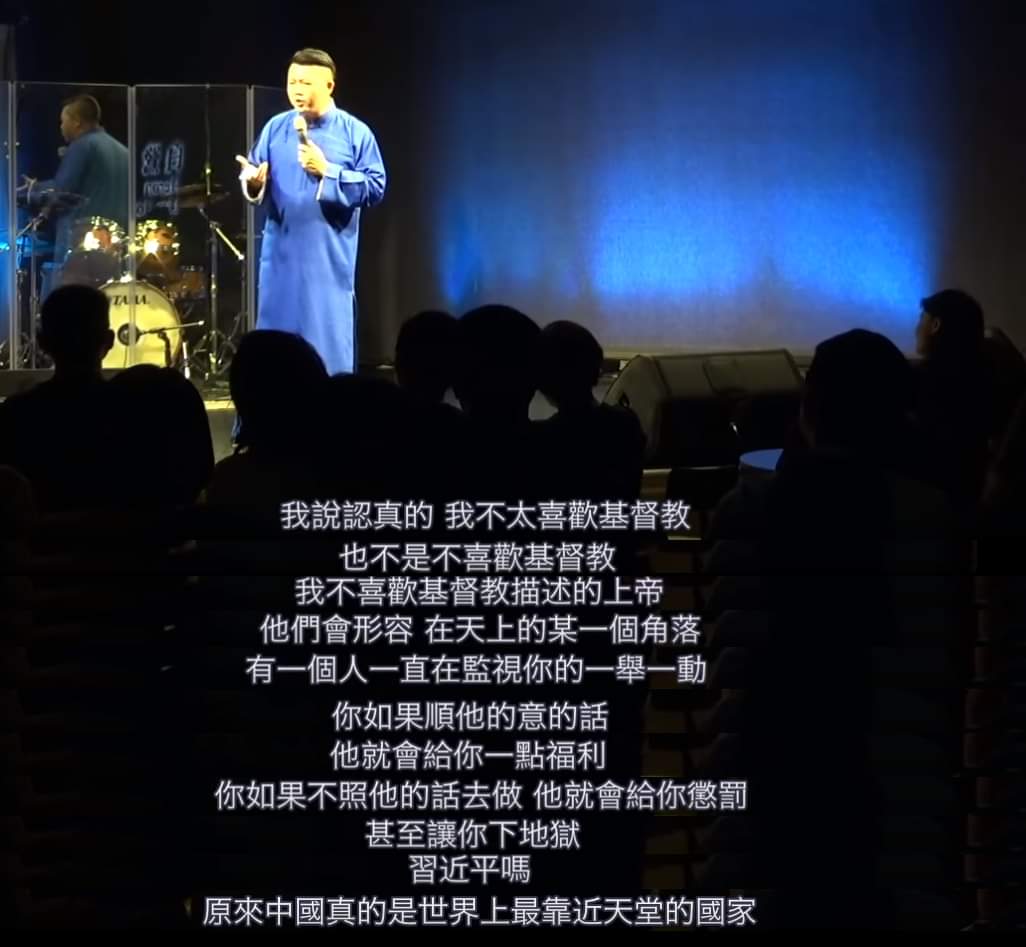 TAMA
我說認真的 我不太喜歡基督教
也不是不喜歡基督教
我不喜歡基督教描述的上帝
他們會形容 在天上的某一個角落
有一個人一直在監視你的一舉一動
你如果順他的意的話
他就會給你一點福利
你如果不照他的話去做 他就會給你懲罰
甚至讓你下地獄
習近平嗎
原來中國真的是世界上最靠近天堂的國家